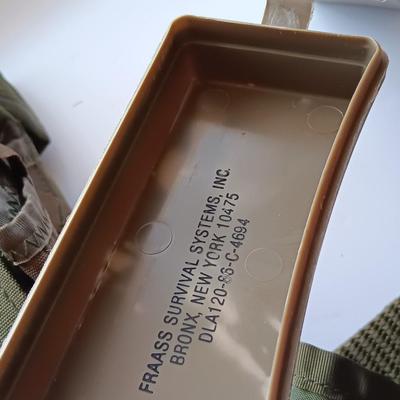 FRAASS SURVIVAL SYSTEMS, INC.
BRONX, NEW YORK 10475
DLA120-86-C-4694